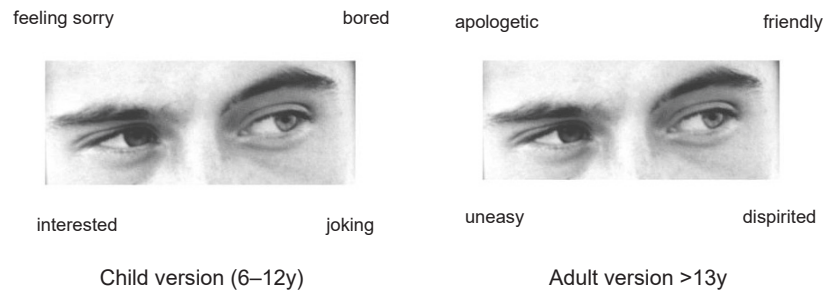 feeling sorry
bored
interested
joking
Child version (6–12y)
apologetic
friendly
uneasy
dispirited
Adult version >13y